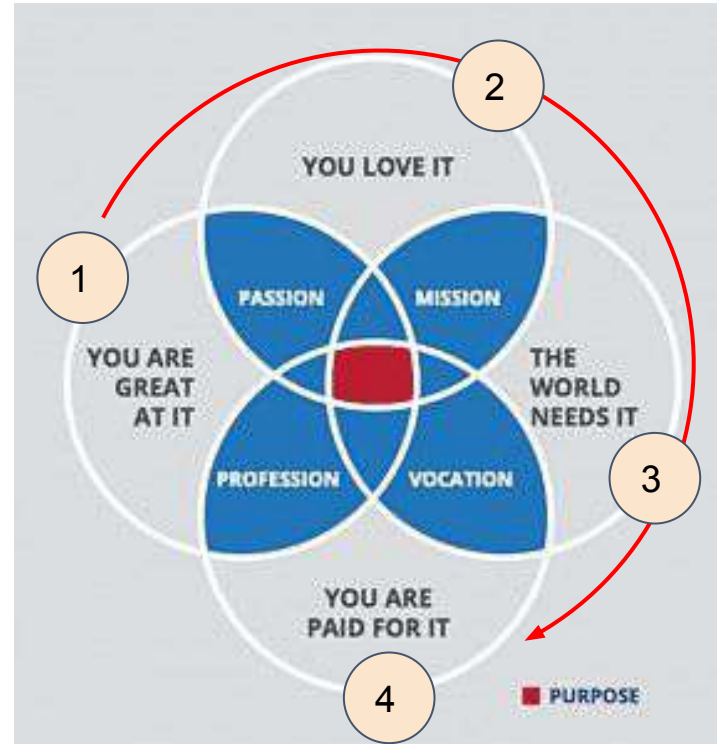 2
YOU LOVE IT
1
PASSION
MISSION
YOU ARE
GREAT
AT IT
THE
WORLD
NEEDS IT
PROFESSION
VOCATION
3
YOU ARE
PAID FOR IT
4
PURPOSE